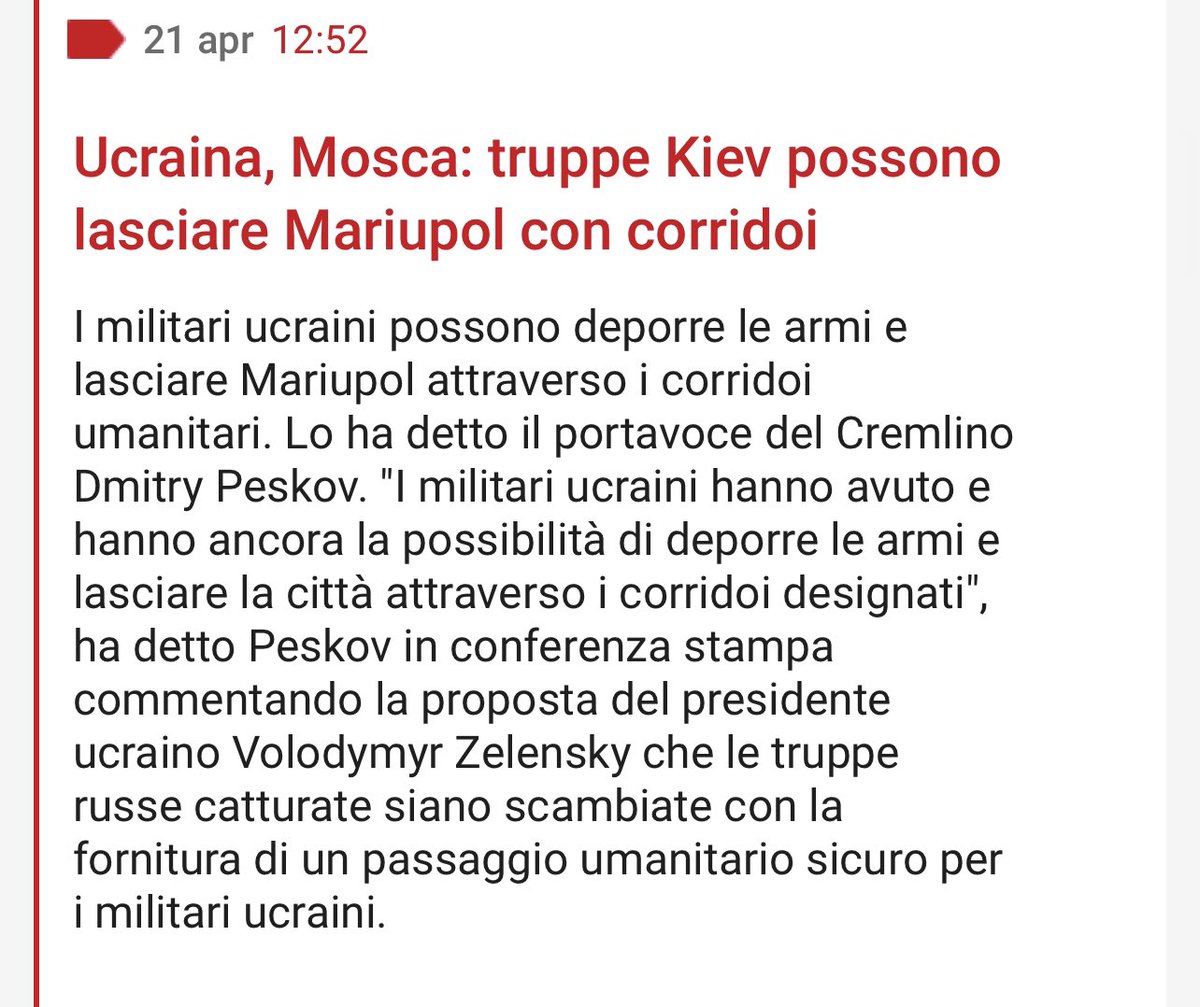 21 apr 12:52
Ucraina, Mosca: truppe Kiev possono
lasciare Mariupol con corridoi
I militari ucraini possono deporre le armi e
lasciare Mariupol attraverso i corridoi
umanitari. Lo ha detto il portavoce del Cremlino
Dmitry Peskov. "I militari ucraini hanno avuto e
hanno ancora la possibilità di deporre le armi e
lasciare la città attraverso i corridoi designati",
ha detto Peskov in conferenza stampa
commentando la proposta del presidente
ucraino Volodymyr Zelensky che le truppe
russe catturate siano scambiate con la
fornitura di un passaggio umanitario sicuro per
i militari ucraini.